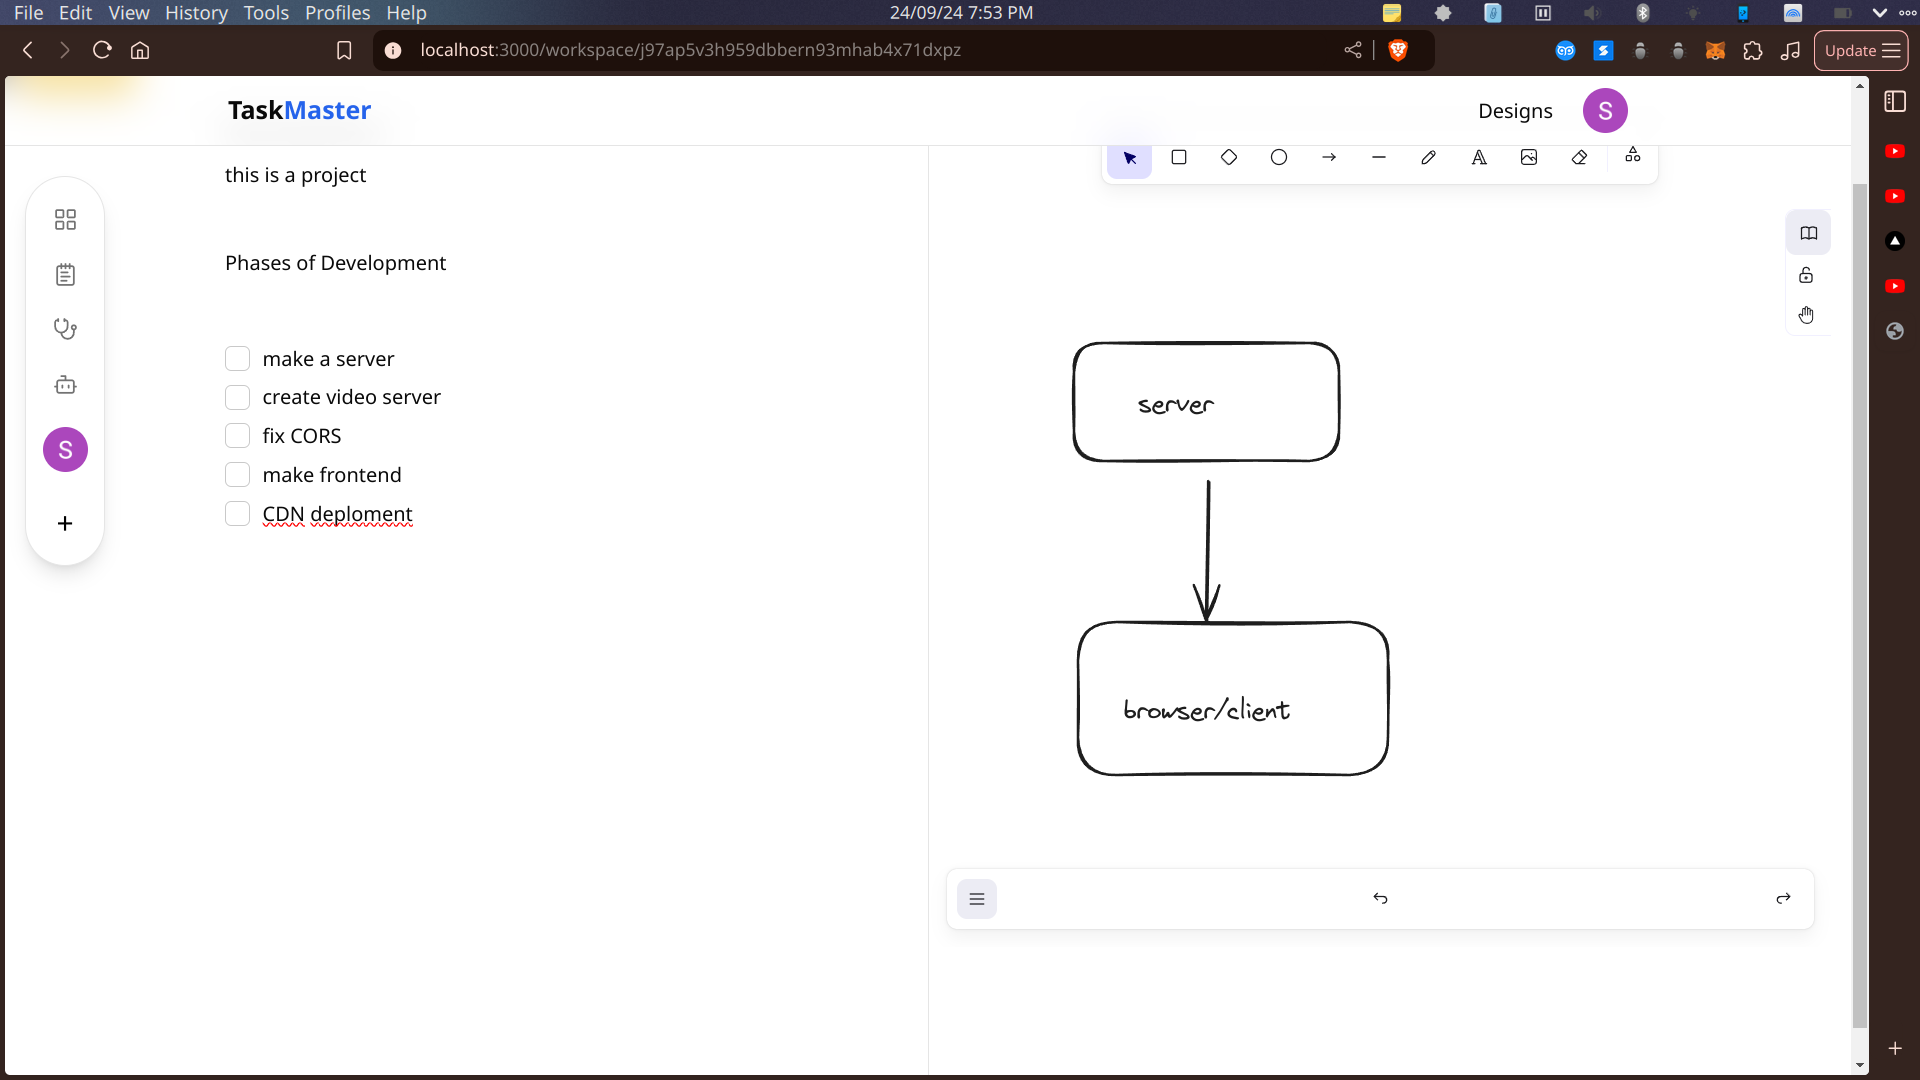 File Edit View History Tools Profiles Help
24/09/24 7:53 PM
localhost:3000/workspace/j97ap5v3h959dbbern93mhab4x71dxpz
Update
TaskMaster
Designs
S
this is a project
Phases of Development
make a server
create video server
fix CORS
make frontend
CDN deploment
S
server
browser/client